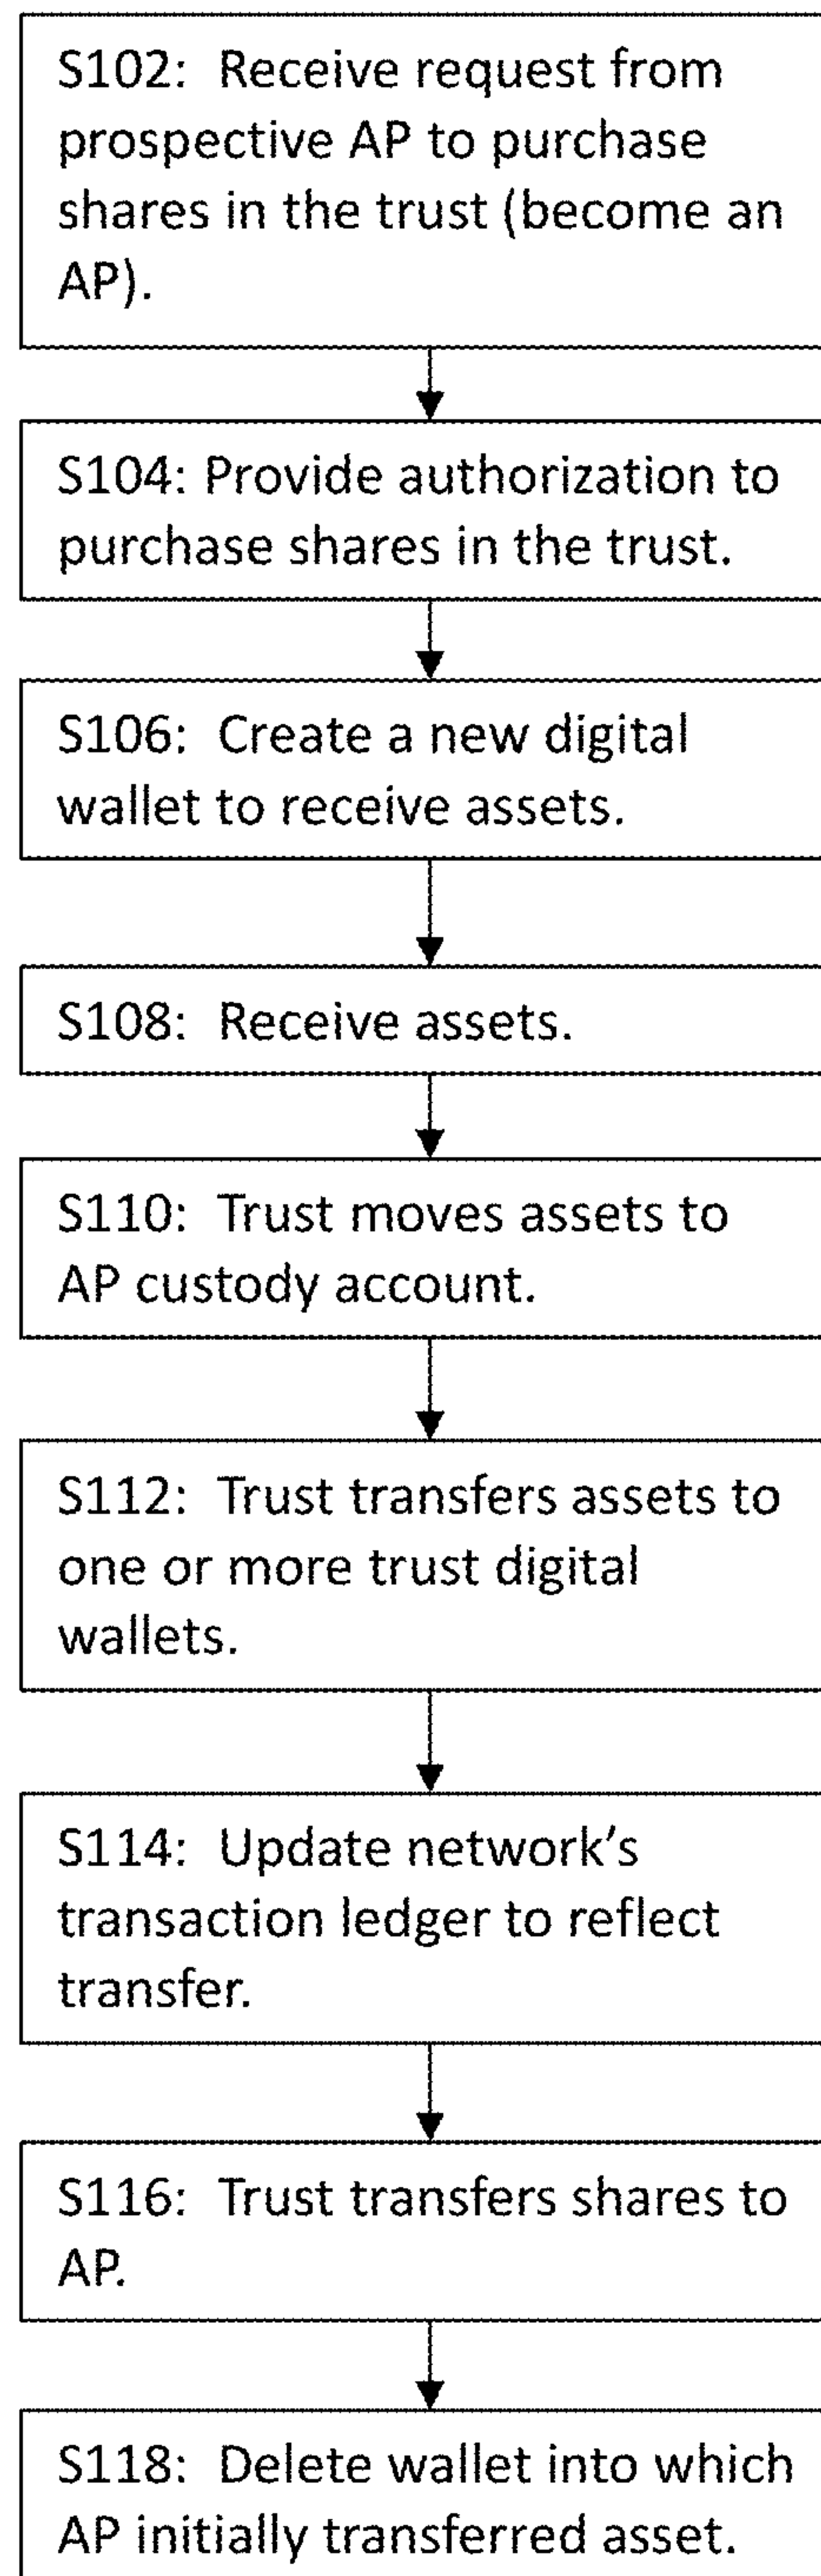 S102: Receive request from
prospective AP to purchase
shares in the trust (become an
AP).
S104: Provide authorization to
purchase shares in the trust.
S106: Create a new digital
wallet to receive assets.
S108: Receive assets.
S110: Trust moves assets to
AP custody account.
S112: Trust transfers assets to
one or more trust digital
wallets.
S114: Update network’s
transaction ledger to reflect
transfer.
S116: Trust transfers shares to
AP.
S118: Delete wallet into which
AP initially transferred asset.